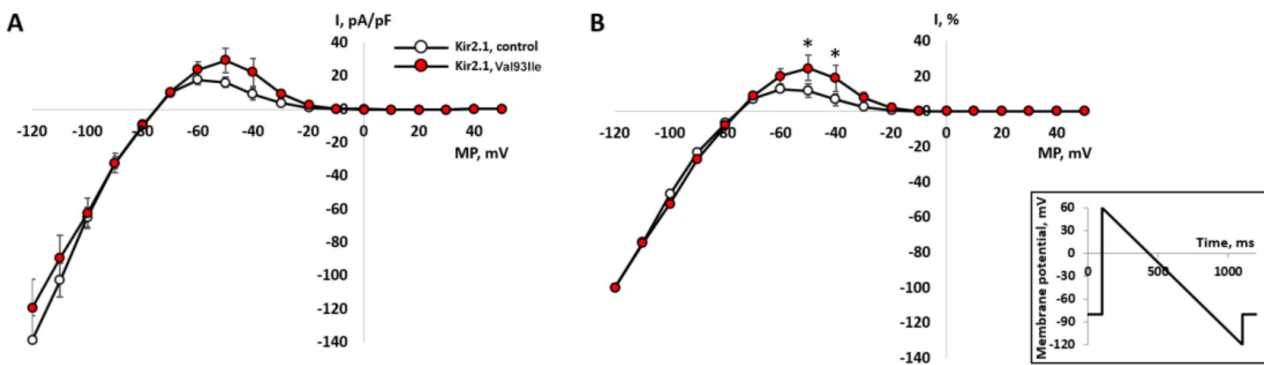 A
I, pA/pF
Kir2.1, control
Kir2.1, Val93Ile
40
20
0
-120 -100 -80 -60 -40 -20 0 20 40
MP, mV
-20
-40
-60
-80
-100
-120
-140
B
I, %
* *
40
20
0
-120 -100 -80 -60 -40 -20 0 20 40
MP, mV
-20
-40
-60
-80
-100
-120
-140
Membrane potential, mV
60
30
0
-30
-60
-90
-120
Time, ms
0 500 1000